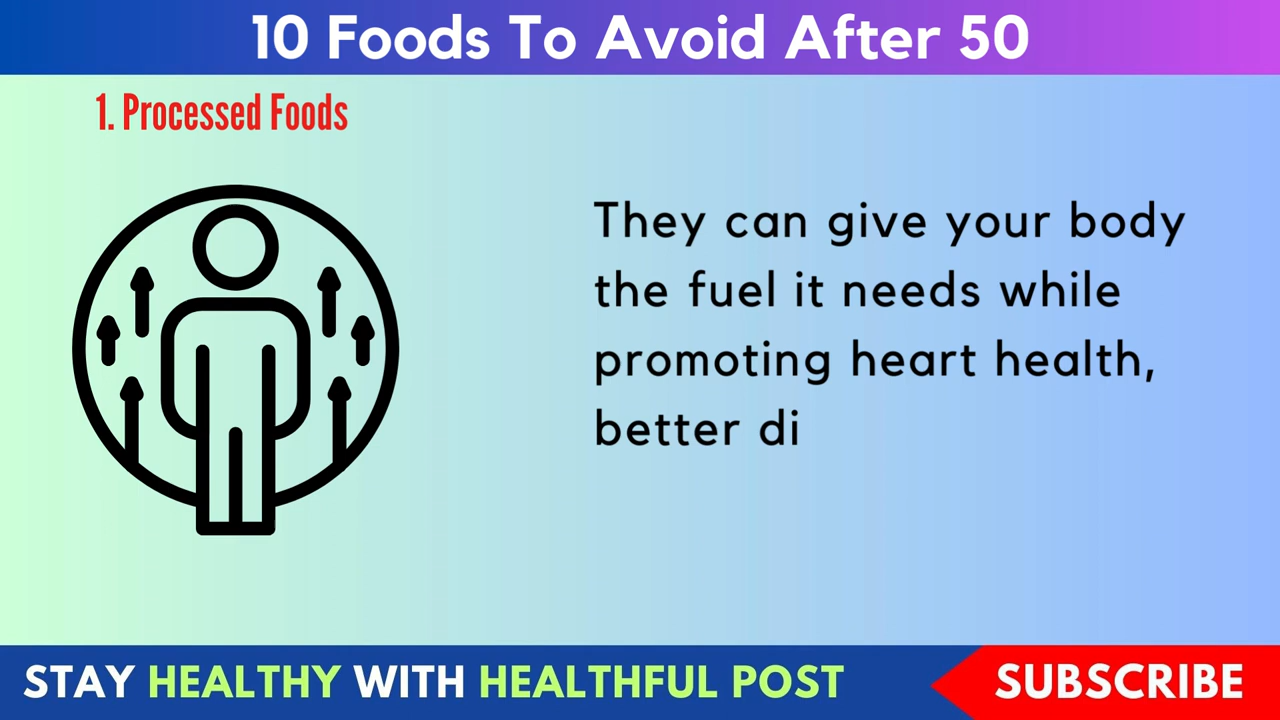 10 Foods To Avoid After 50
1. Processed Foods
They can give your body
the fuel it needs while
promoting heart health,
better di
STAY HEALTHY WITH HEALTHFUL POST
SUBSCRIBE